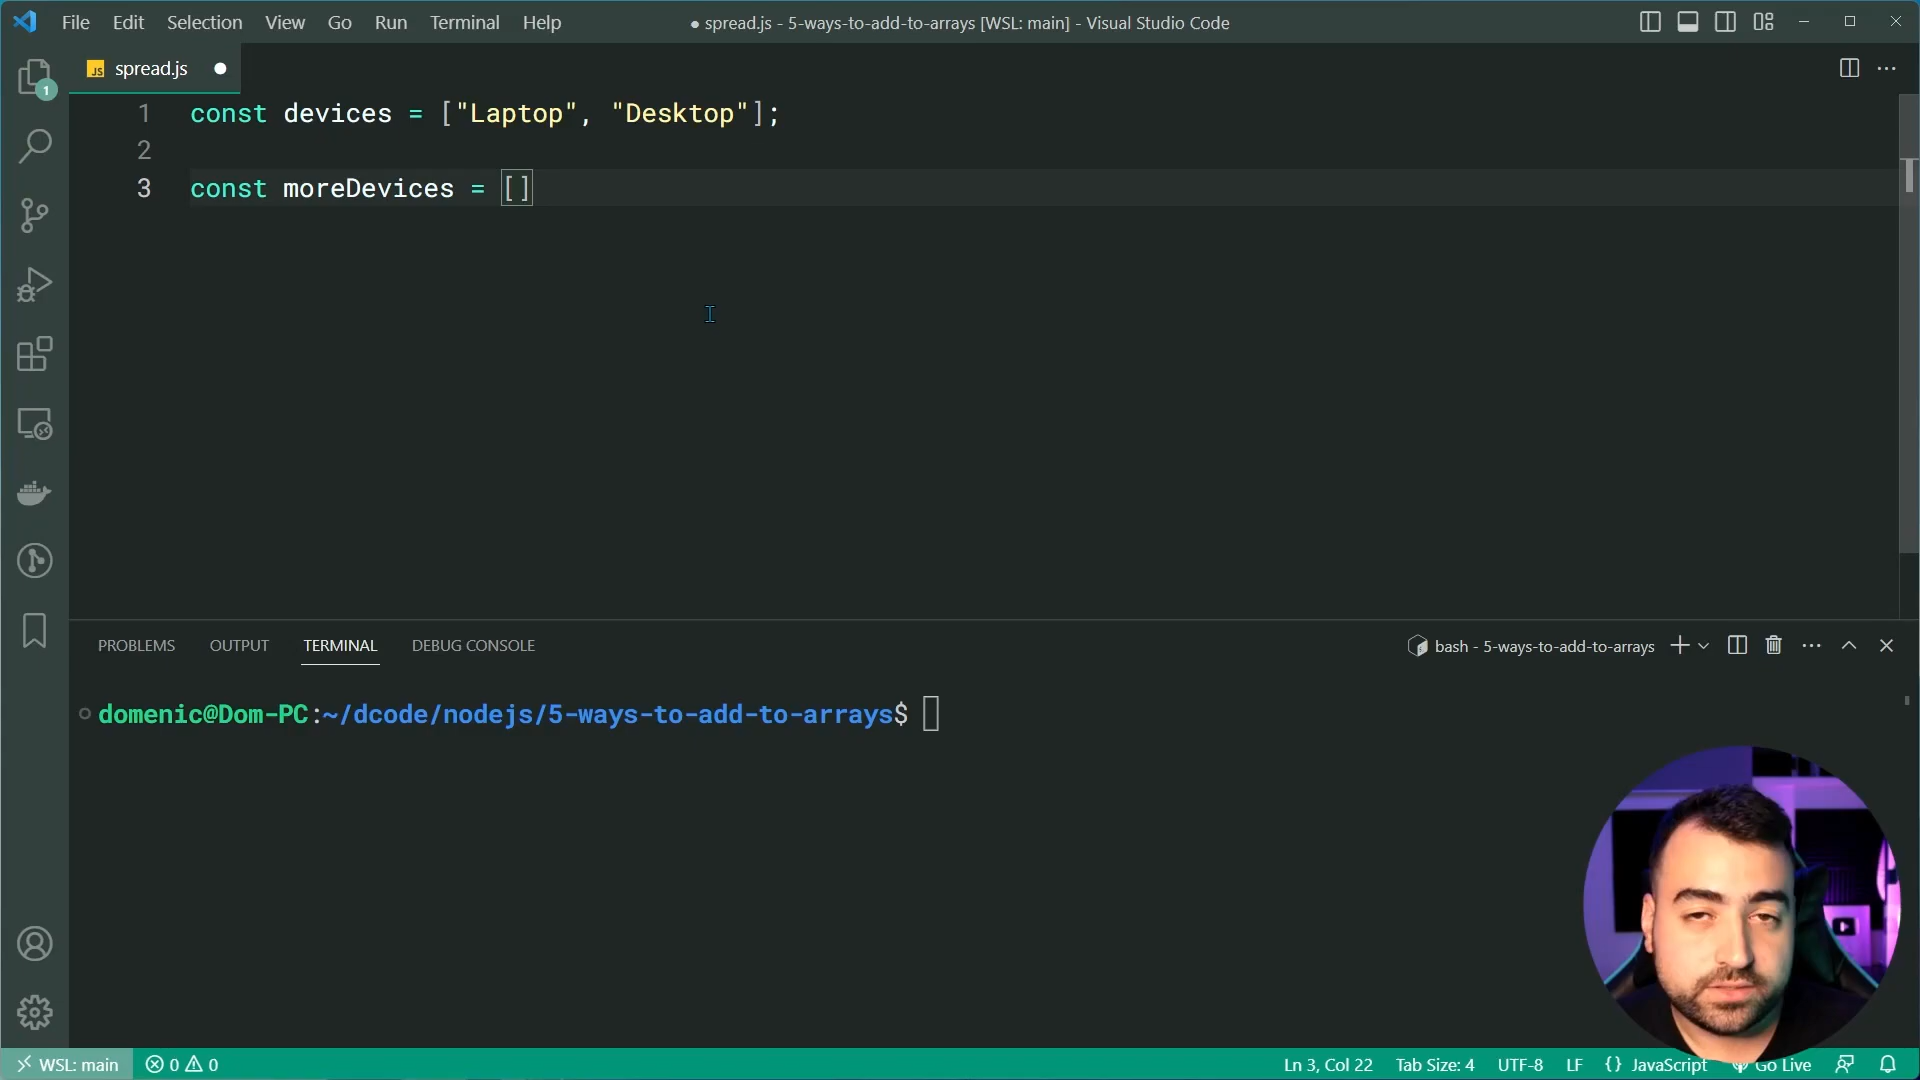 File Edit Selection View Go Run Terminal Help
● spread.js - 5-ways-to-add-to-arrays [WSL: main] - Visual Studio Code
JS spread.js
1
1 const devices = ["Laptop", "Desktop"];
2
3 const moreDevices = []
PROBLEMS OUTPUT TERMINAL DEBUG CONSOLE
bash - 5-ways-to-add-to-arrays
domenic@Dom-PC:~/dcode/nodejs/5-ways-to-add-to-arrays$
WSL: main 0 0
Ln 3, Col 22 Tab Size: 4 UTF-8 LF {} JavaScript Go Live